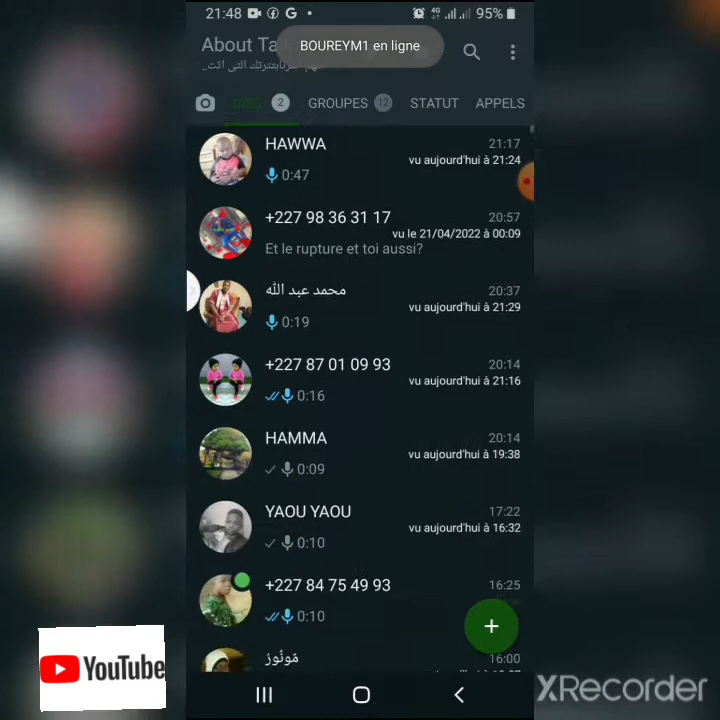 21:48 4G 95%
About Ta
BOUREYM1 en ligne
DISC 2 GROUPES 12 STATUT APPELS
HAWWA 21:17
vu aujourd'hui à 21:24
0:47
+227 98 36 31 17 20:57
vu le 21/04/2022 à 00:09
Et le rupture et toi aussi?
محمد عبد الله 20:37
vu aujourd'hui à 21:29
0:19
+227 87 01 09 93 20:14
vu aujourd'hui à 21:16
0:16
HAMMA 20:14
vu aujourd'hui à 19:38
0:09
YAOU YAOU 17:22
vu aujourd'hui à 16:32
0:10
+227 84 75 49 93 16:25
0:10
16:00
YouTube
XRecorder